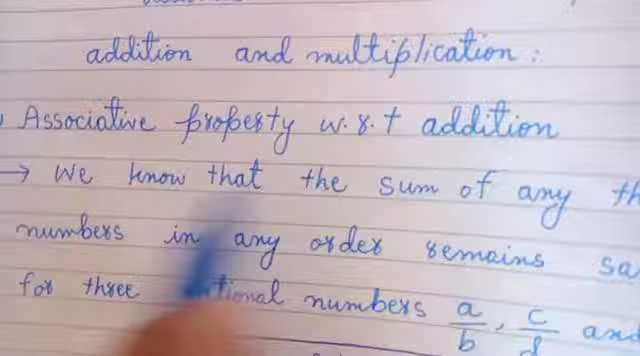 addition and multiplication :
Associative property w.r.t addition
→ We know that the sum of any
numbers in any order remains
for three numbers a/b , c/d and